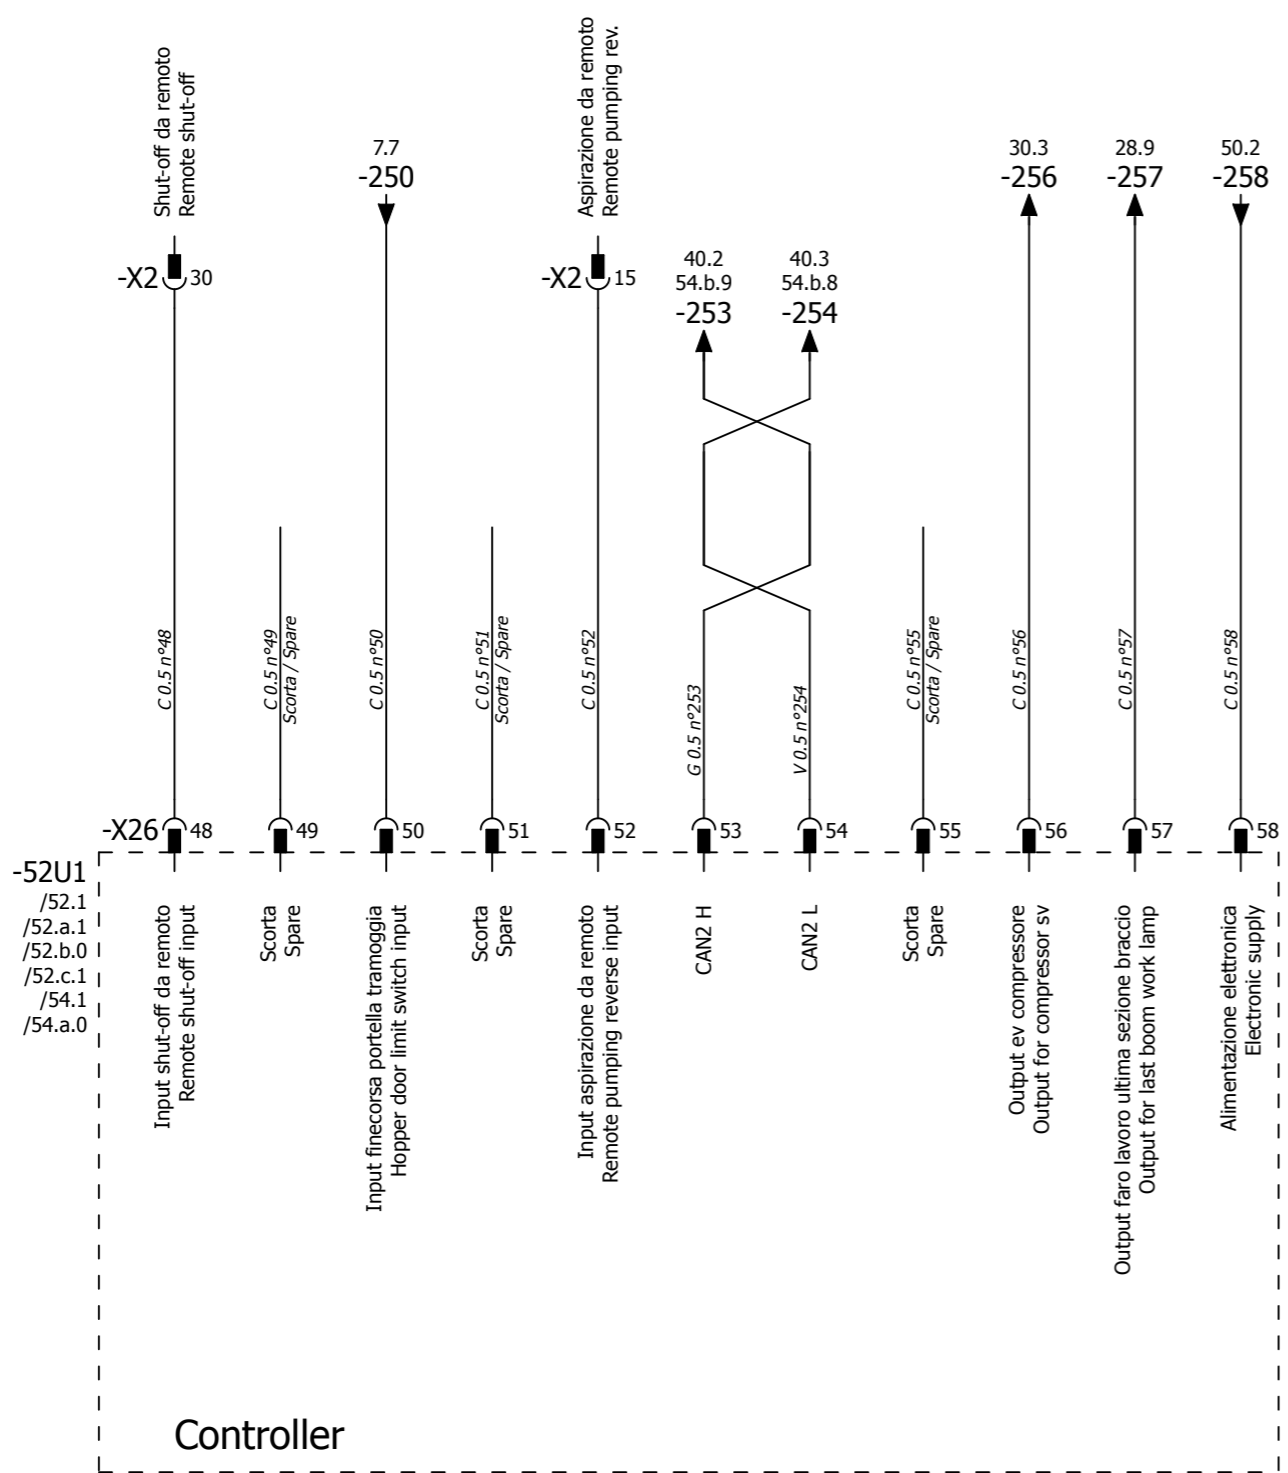 Shut-off da remoto
Remote shut-off
Aspirazione da remoto
Remote pumping rev.
7.7
-250
30.3
-256
28.9
-257
50.2
-258
-X2
30
-X2
15
40.2
54.b.9
-253
40.3
54.b.8
-254
C 0.5 n°48
C 0.5 n°49
Scorta / Spare
C 0.5 n°50
C 0.5 n°51
Scorta / Spare
C 0.5 n°52
G 0.5 n°253
V 0.5 n°254
C 0.5 n°55
Scorta / Spare
C 0.5 n°56
C 0.5 n°57
C 0.5 n°58
-X26
48
49
50
51
52
53
54
55
56
57
58
-52U1
/52.1
/52.a.1
/52.b.0
/52.c.1
/54.1
/54.a.0
Input shut-off da remoto
Remote shut-off input
Scorta
Spare
Input finecorsa portella tramoggia
Hopper door limit switch input
Scorta
Spare
Input aspirazione da remoto
Remote pumping reverse input
CAN2 H
CAN2 L
Scorta
Spare
Output ev compressore
Output for compressor sv
Output faro lavoro ultima sezione braccio
Output for last boom work lamp
Alimentazione elettronica
Electronic supply
Controller